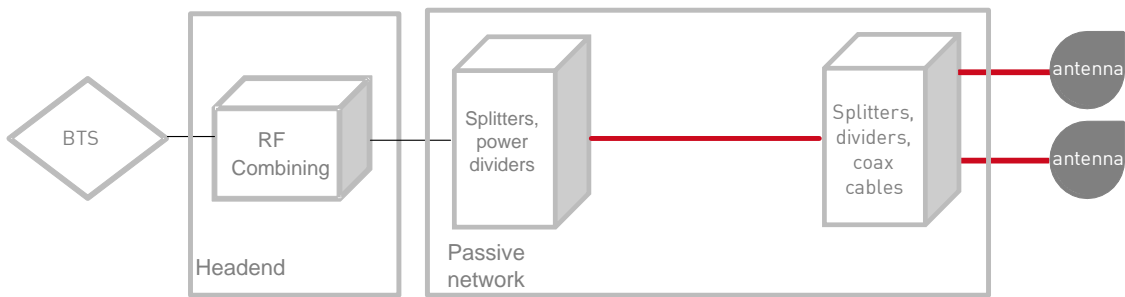 BTS
RF
Combining
Headend
Splitters,
power
dividers
Passive
network
Splitters,
dividers,
coax
cables
antenna
antenna